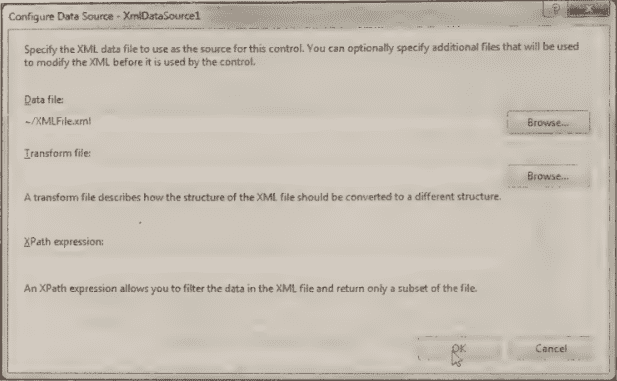 Configure Data Source - XmlDataSource1
Specify the XML data file to use as the source for this control. You can optionally specify additional files that will be used
to modify the XML before it is used by the control.
Data file:
~/XMLFile.xml
Browse...
Transform file:
Browse...
A transform file describes how the structure of the XML file should be converted to a different structure.
XPath expression:
An XPath expression allows you to filter the data in the XML file and return only a subset of the file.
OK
Cancel